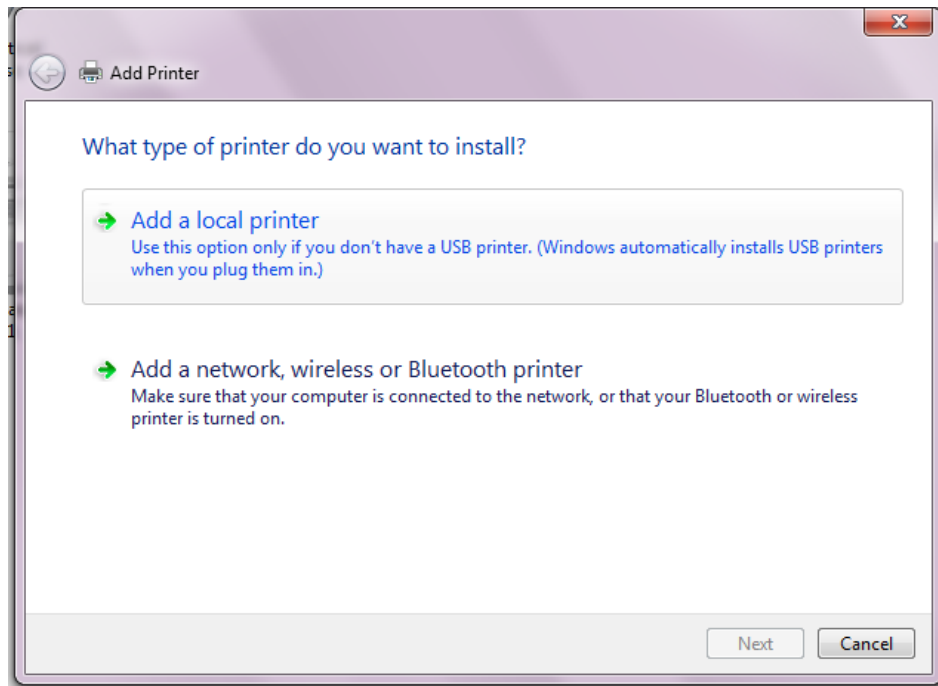 Add Printer
What type of printer do you want to install?
Add a local printer
Use this option only if you don't have a USB printer. (Windows automatically installs USB printers
when you plug them in.)
Add a network, wireless or Bluetooth printer
Make sure that your computer is connected to the network, or that your Bluetooth or wireless
printer is turned on.
Next
Cancel